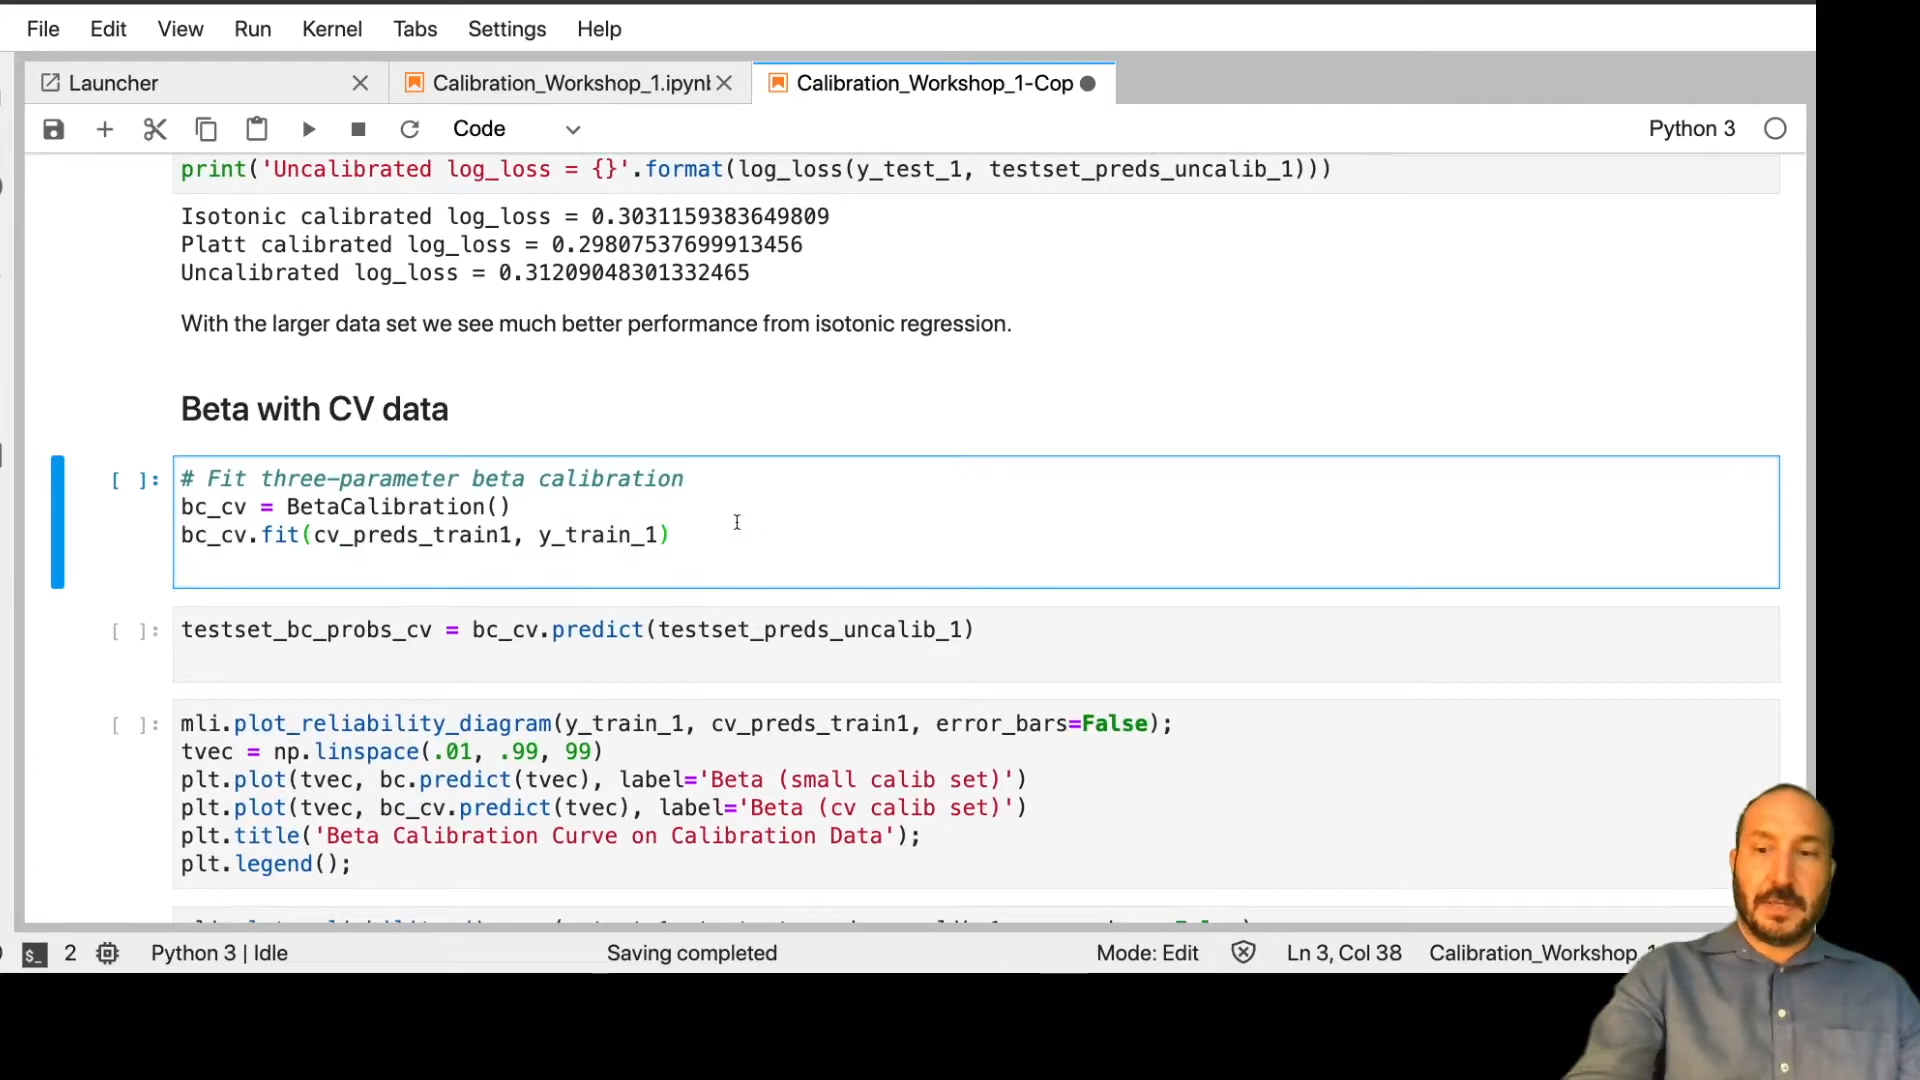 File Edit View Run Kernel Tabs Settings Help
Launcher Calibration_Workshop_1.ipynb Calibration_Workshop_1-Cop
Code Python 3
print('Uncalibrated log_loss = {}'.format(log_loss(y_test_1, testset_preds_uncalib_1)))
Isotonic calibrated log_loss = 0.3031159383649809
Platt calibrated log_loss = 0.29807537699913456
Uncalibrated log_loss = 0.31209048301332465
With the larger data set we see much better performance from isotonic regression.
Beta with CV data
[ ]: # Fit three-parameter beta calibration
bc_cv = BetaCalibration()
bc_cv.fit(cv_preds_train1, y_train_1)
[ ]: testset_bc_probs_cv = bc_cv.predict(testset_preds_uncalib_1)
[ ]: mli.plot_reliability_diagram(y_train_1, cv_preds_train1, error_bars=False);
tvec = np.linspace(.01, .99, 99)
plt.plot(tvec, bc.predict(tvec), label='Beta (small calib set)')
plt.plot(tvec, bc_cv.predict(tvec), label='Beta (cv calib set)')
plt.title('Beta Calibration Curve on Calibration Data');
plt.legend();
$_ 2 Python 3 | Idle Saving completed Mode: Edit Ln 3, Col 38 Calibration_Workshop_1